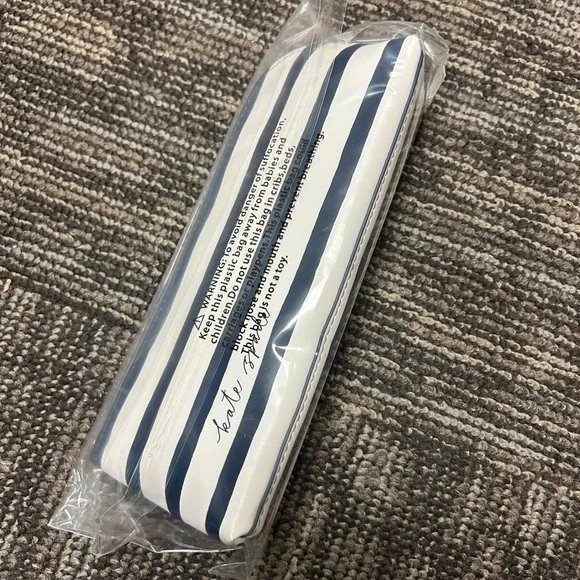 ⚠ WARNING: To avoid danger of suffocation,
Keep this plastic bag away from babies and
children.Do not use this bag in cribs,beds,
carriages or playpens.This plastic bag could
block nose and mouth and prevent breathing.
This bag is not a toy.
kate spade